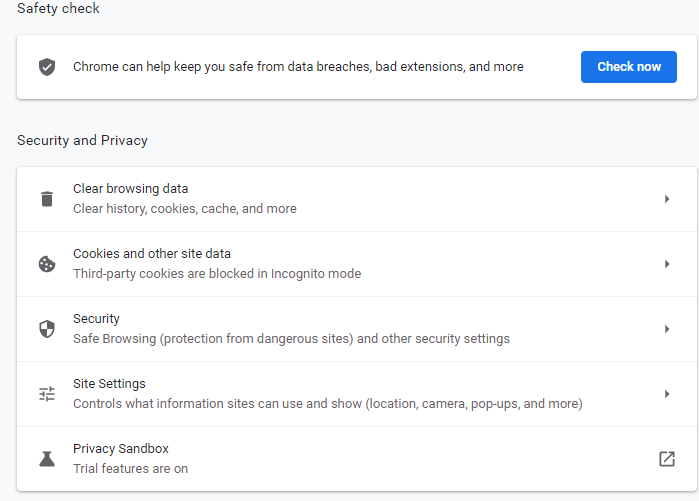 Safety check
Chrome can help keep you safe from data breaches, bad extensions, and more
Check now
Security and Privacy
Clear browsing data
Clear history, cookies, cache, and more
Cookies and other site data
Third-party cookies are blocked in Incognito mode
Security
Safe Browsing (protection from dangerous sites) and other security settings
Site Settings
Controls what information sites can use and show (location, camera, pop-ups, and more)
Privacy Sandbox
Trial features are on